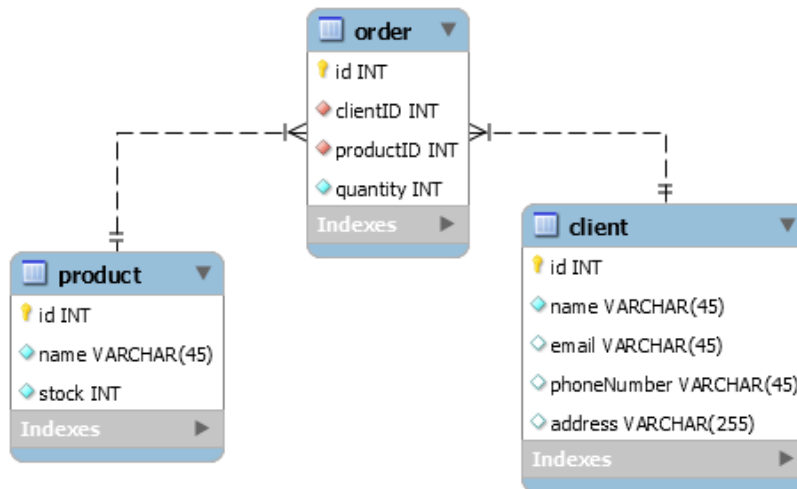 order
id INT
clientID INT
productID INT
quantity INT
Indexes
product
id INT
name VARCHAR(45)
stock INT
Indexes
client
id INT
name VARCHAR(45)
email VARCHAR(45)
phoneNumber VARCHAR(45)
address VARCHAR(255)
Indexes